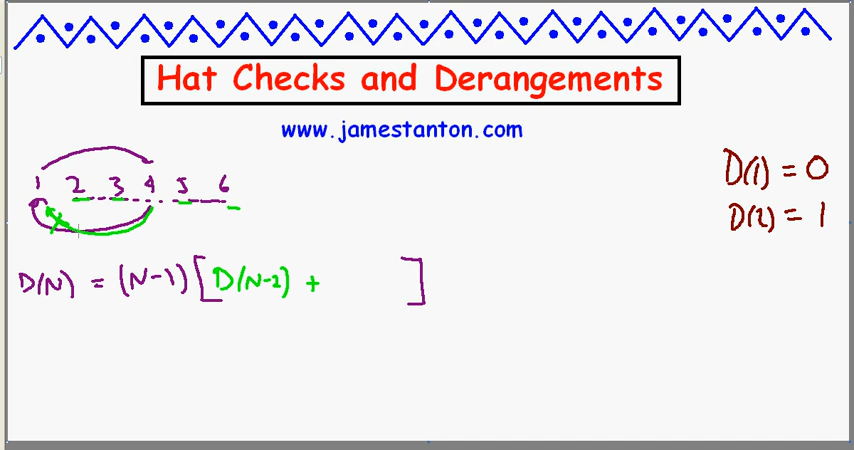 Hat Checks and Derangements
www.jamestanton.com
1 2 3 4 5 6
D(1) = 0
D(2) = 1
D(N) = (N-1) [ D(N-2) + ]